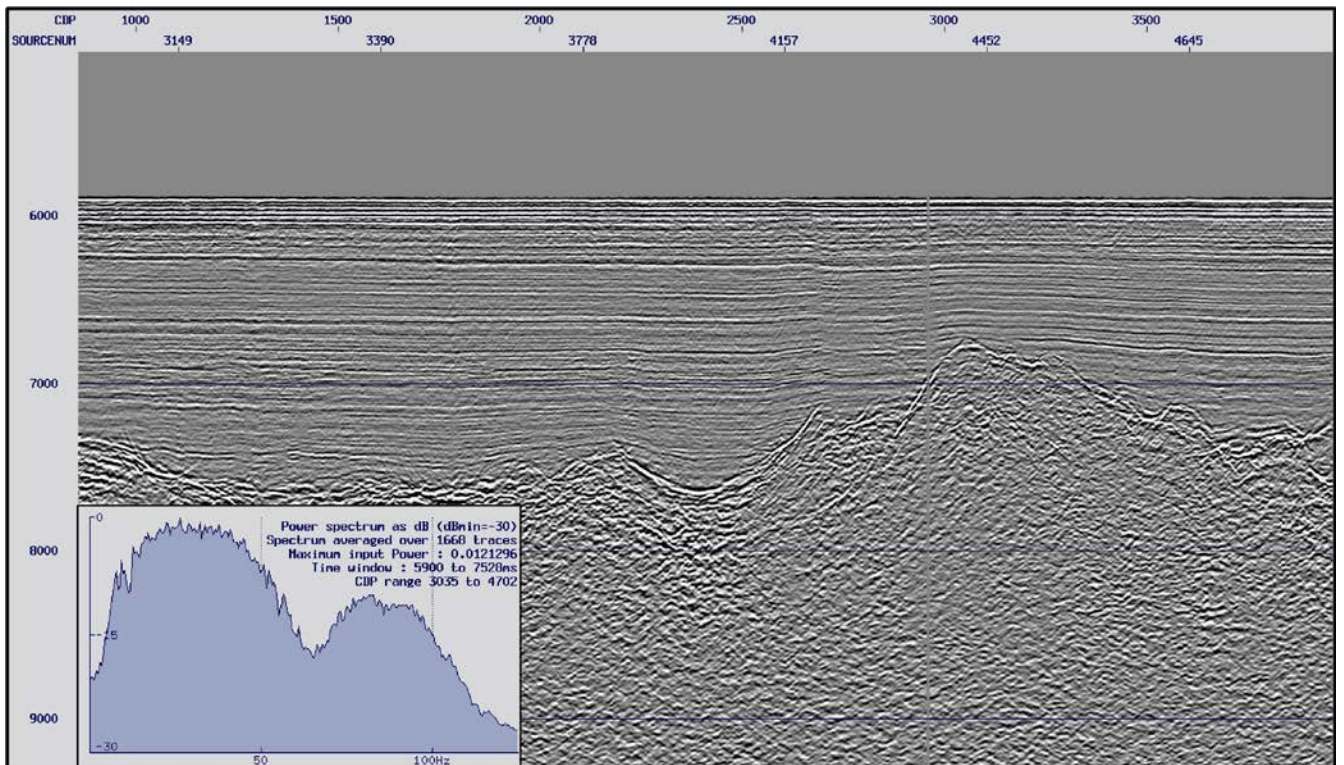 CDP 1000 1500 2000 2500 3000 3500
SOURCENUM 3149 3390 3778 4157 4452 4645
6000
7000
8000
9000
0
Power spectrum as dB (dBmin=-30)
Spectrum averaged over 1668 traces
Maximum input Power : 0.0121296
Time window : 5900 to 7528ms
CDP range 3035 to 4702
-15
-30
50 100Hz